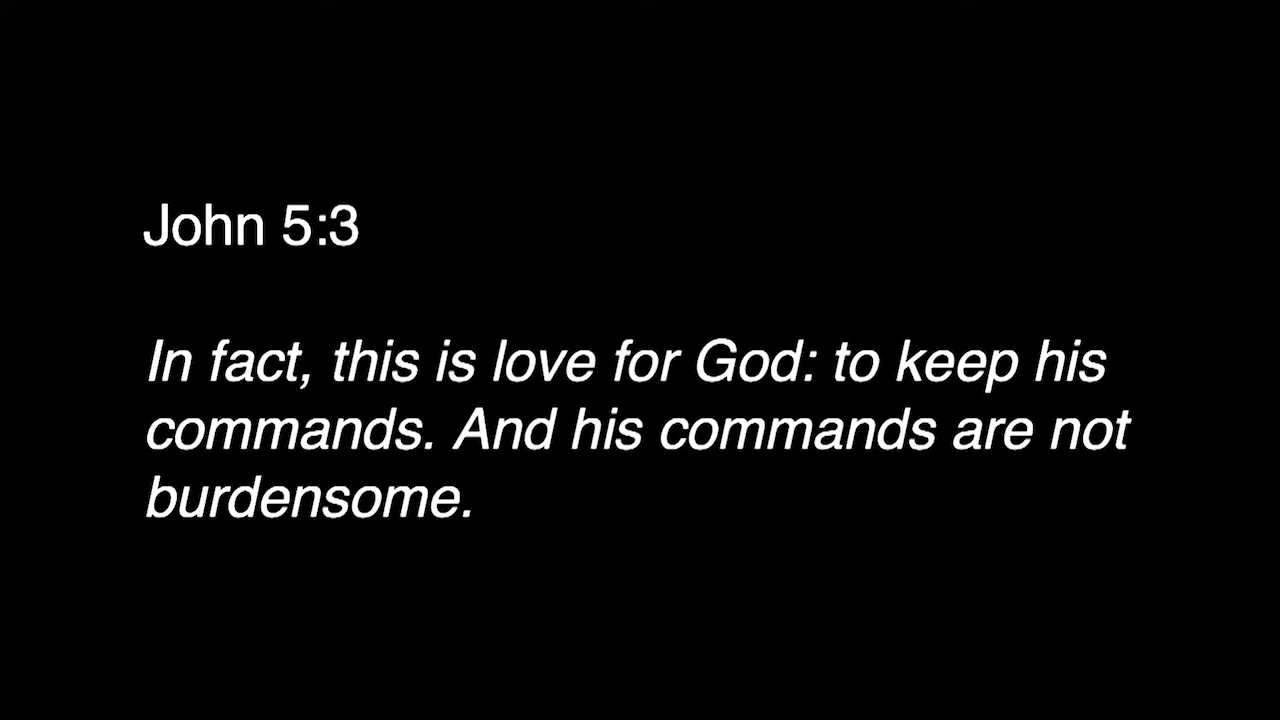 John 5:3
In fact, this is love for God: to keep his
commands. And his commands are not
burdensome.